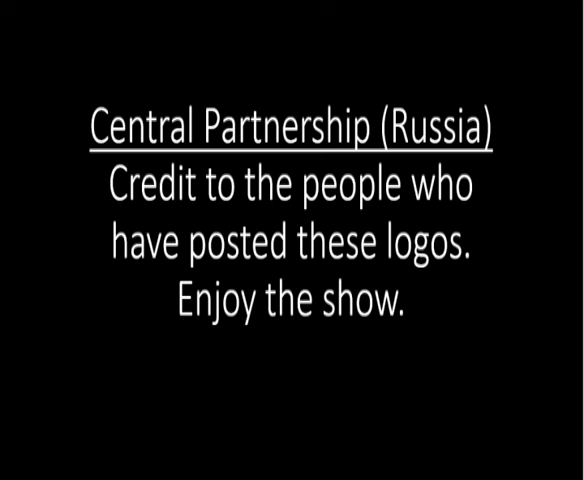 Central Partnership (Russia)
Credit to the people who
have posted these logos.
Enjoy the show.